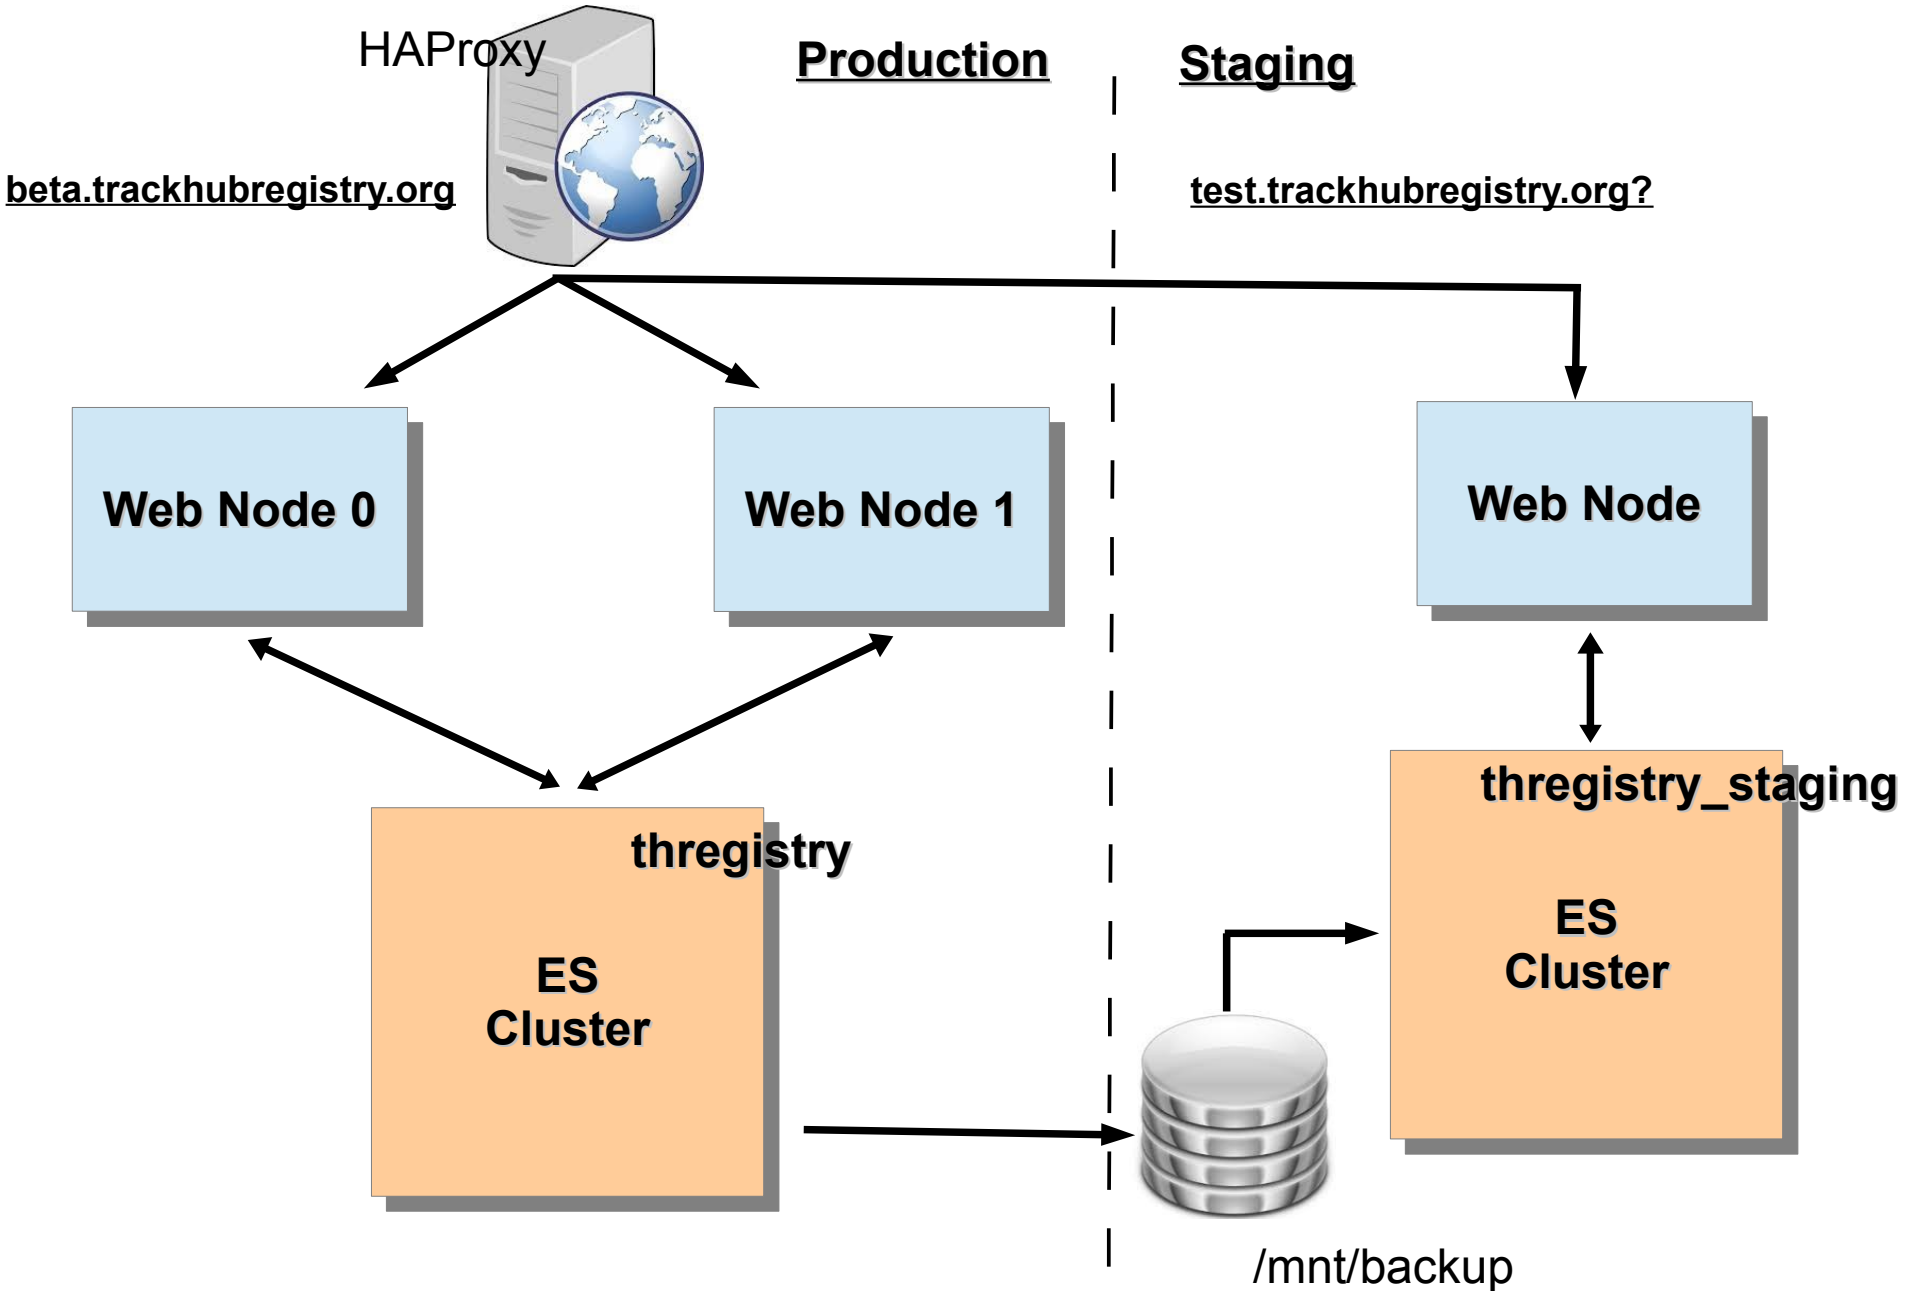 HAProxy
Production
Staging
beta.trackhubregistry.org
test.trackhubregistry.org?
Web Node 0
Web Node 1
Web Node
thregistry_staging
thregistry
ES
Cluster
ES
Cluster
/mnt/backup